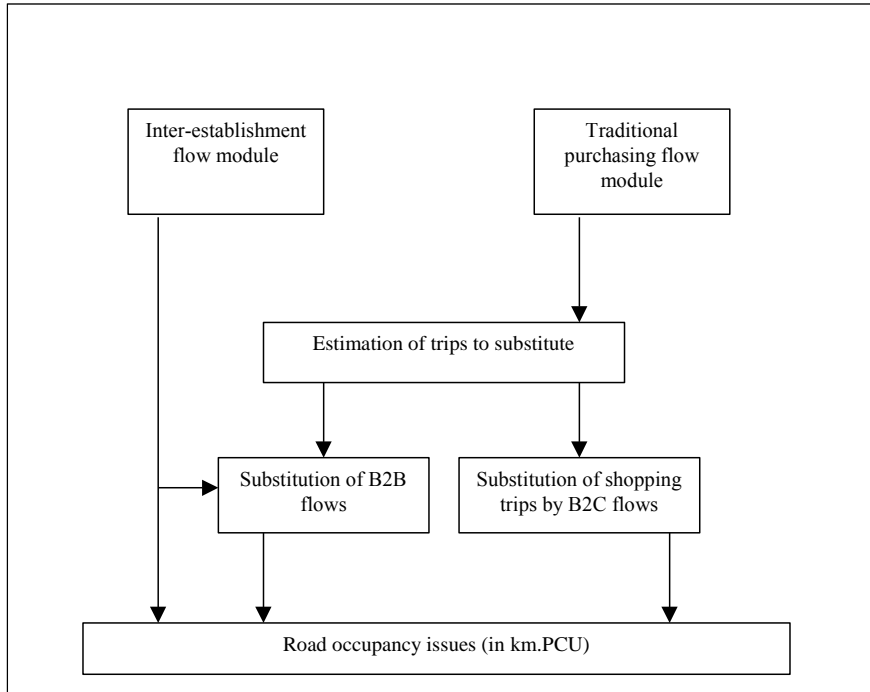 Inter-establishment
flow module
Traditional
purchasing flow
module
Estimation of trips to substitute
Substitution of B2B
flows
Substitution of shopping
trips by B2C flows
Road occupancy issues (in km.PCU)